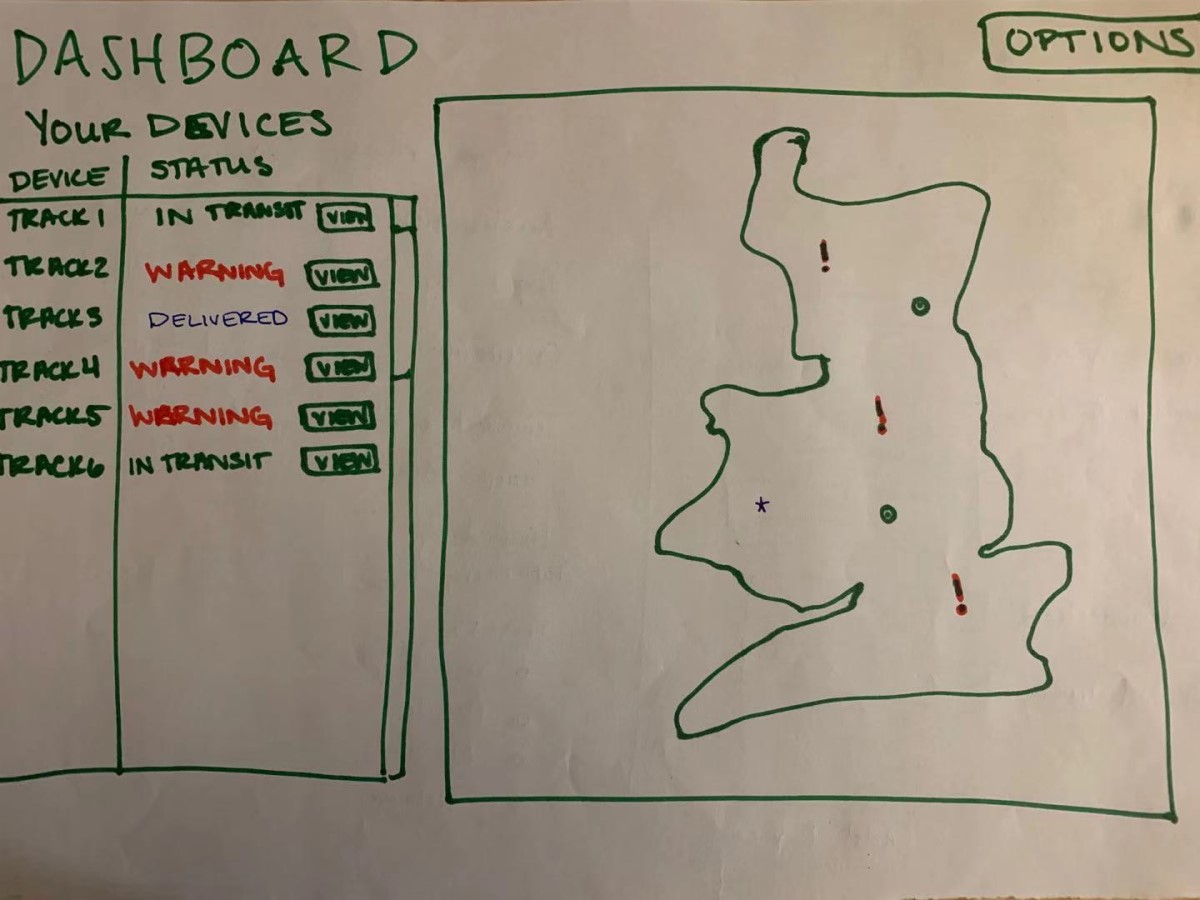 DASHBOARD
OPTIONS
YOUR DEVICES
DEVICE STATUS
TRACK1 IN TRANSIT VIEW
TRACK2 WARNING VIEW
TRACK3 DELIVERED VIEW
TRACK4 WARNING VIEW
TRACK5 WARNING VIEW
TRACK6 IN TRANSIT VIEW
!
!
*
!